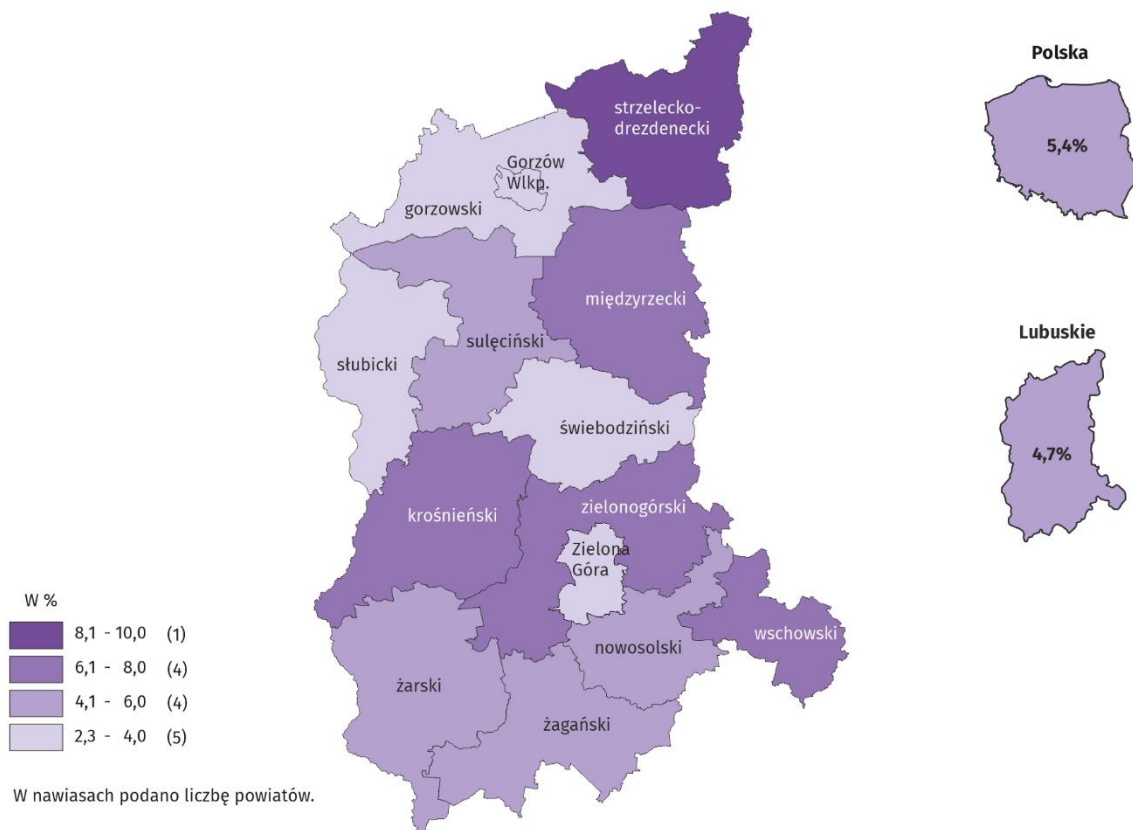 Polska
5,4%
Lubuskie
4,7%
strzelecko-
drezdenecki
Gorzów
Wlkp.
gorzowski
międzyrzecki
sulęciński
słubicki
świebodziński
krośnieński
zielonogórski
Zielona
Góra
wschowski
nowosolski
żarski
żagański
W %
8,1 - 10,0 (1)
6,1 - 8,0 (4)
4,1 - 6,0 (4)
2,3 - 4,0 (5)
W nawiasach podano liczbę powiatów.